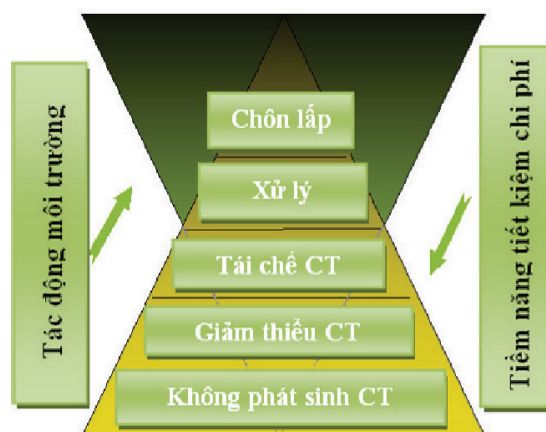 Tác động môi trường
Chôn lấp
Xử lý
Tái chế CT
Giảm thiểu CT
Không phát sinh CT
Tiềm năng tiết kiệm chi phí